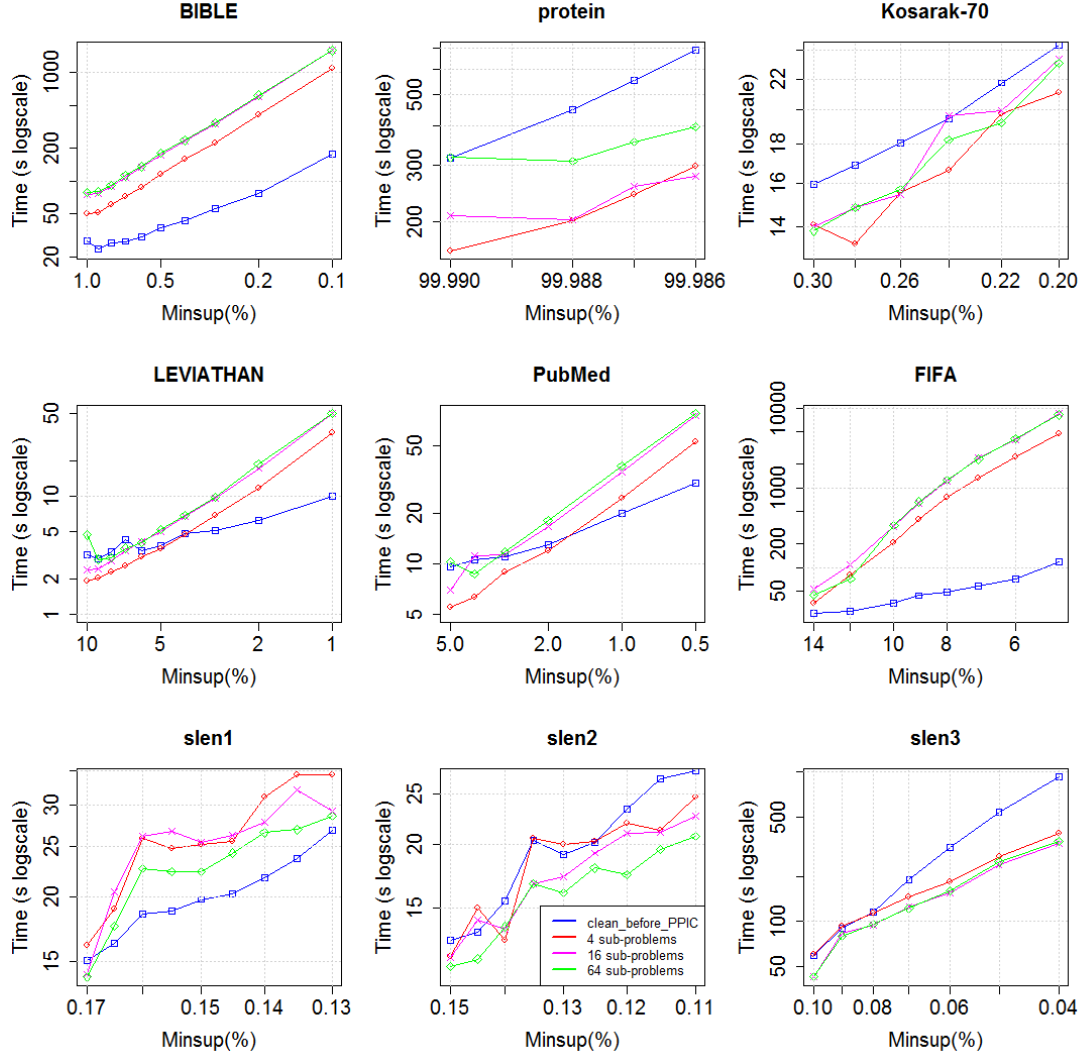 BIBLE
Time (s logscale)
20 50 200 1000
1.0 0.5 0.2 0.1
Minsup(%)
protein
Time (s logscale)
200 300 500
99.990 99.988 99.986
Minsup(%)
Kosarak-70
Time (s logscale)
14 16 18 22
0.30 0.26 0.22 0.20
Minsup(%)
LEVIATHAN
Time (s logscale)
1 2 5 10 50
10 5 2 1
Minsup(%)
PubMed
Time (s logscale)
5 10 20 50
5.0 2.0 1.0 0.5
Minsup(%)
FIFA
Time (s logscale)
50 200 1000 10000
14 10 8 6
Minsup(%)
slen1
Time (s logscale)
15 20 25 30
0.17 0.15 0.14 0.13
Minsup(%)
slen2
Time (s logscale)
15 20 25
0.15 0.13 0.12 0.11
Minsup(%)
clean_before_PPIC
4 sub-problems
16 sub-problems
64 sub-problems
slen3
Time (s logscale)
50 100 500
0.10 0.08 0.06 0.04
Minsup(%)